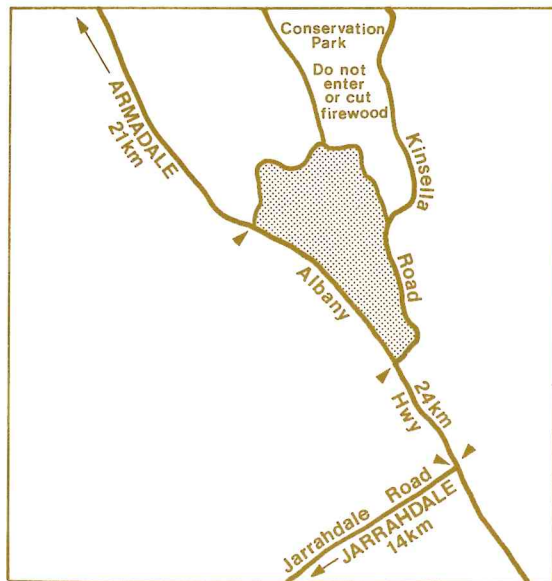 Conservation
Park
Do not
enter
or cut
firewood
ARMADALE
21km
Kinsella
Road
Albany
Hwy
24km
Jarrahdale Road
JARRAHDALE
14km